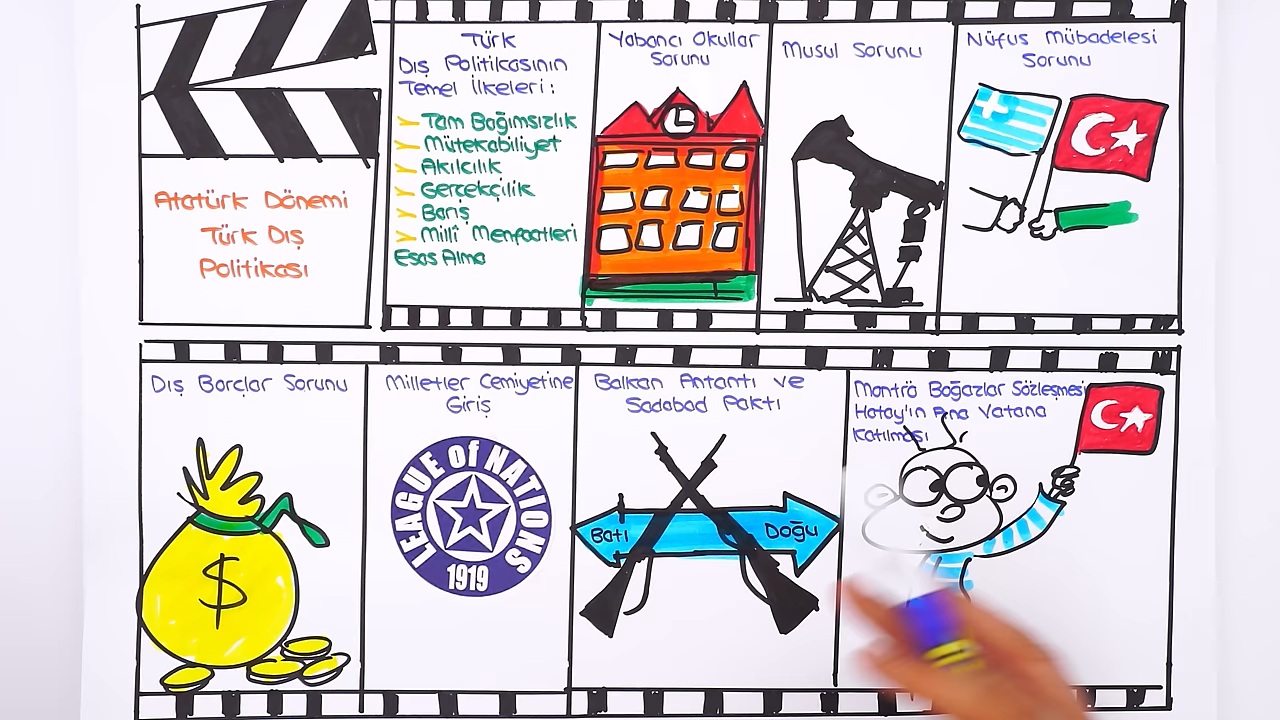 Atatürk Dönemi
Türk Dış
Politikası
Türk
Dış Politikasının
Temel İlkeleri:
Tam Bağımsızlık
Mütekabiliyet
Akılcılık
Gerçekçilik
Barış
Millî Menfaatleri
Esas Alma
Yabancı Okullar
Sorunu
Musul Sorunu
Nüfus Mübadelesi
Sorunu
Dış Borçlar Sorunu
$
Milletler Cemiyetine
Giriş
LEAGUE of NATIONS
1919
Balkan Antantı ve
Sadabad Paktı
Batı
Doğu
Montrö Boğazlar Sözleşmesi
Hatay'ın Ana Vatana
Katılması